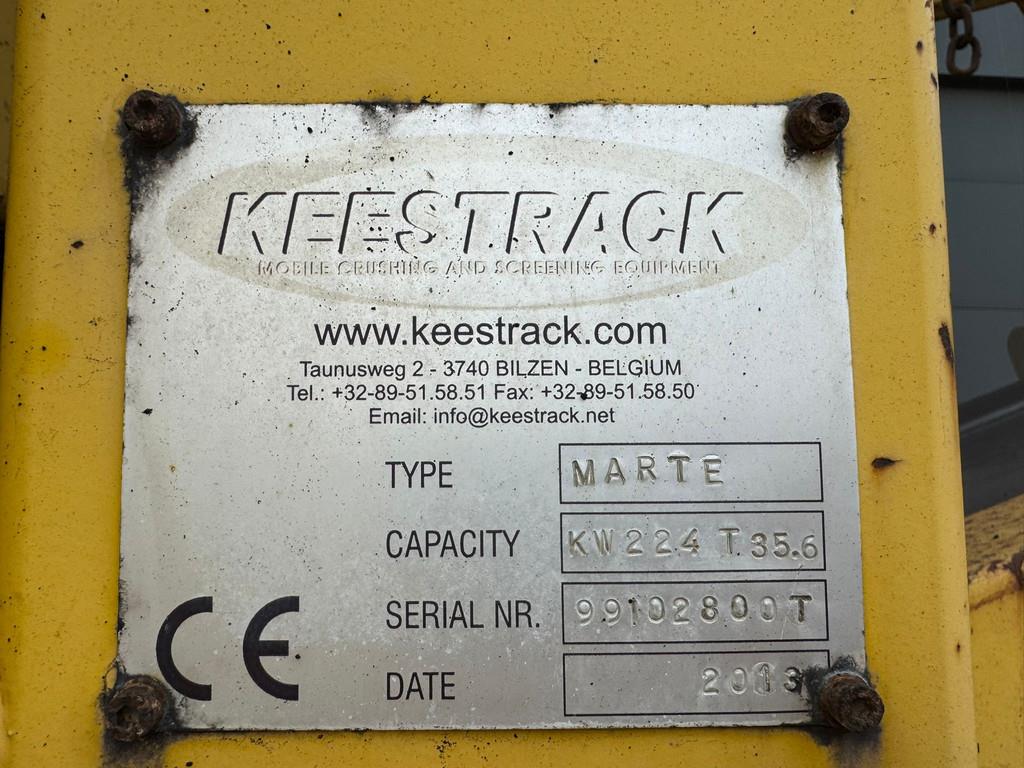 KEESTRACK
MOBILE CRUSHING AND SCREENING EQUIPMENT
www.keestrack.com
Taunusweg 2 - 3740 BILZEN - BELGIUM
Tel.: +32-89-51.58.51 Fax: +32-89-51.58.50
Email: info@keestrack.net
TYPE MARTE
CAPACITY KW224 T 35.6
SERIAL NR. 99102800T
DATE 2013
CE